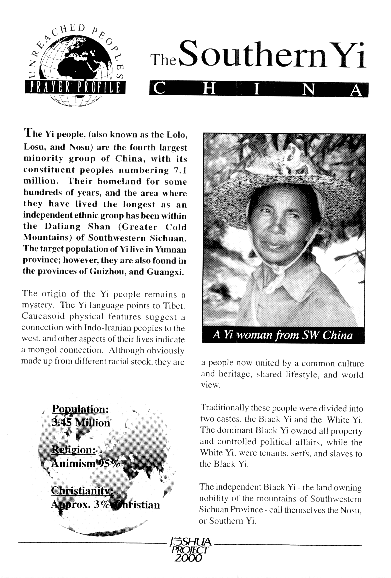 UNREACHED PEOPLES
PRAYER PROFILE
The Southern Yi
CHINA
The Yi people, (also known as the Lolo,
Losu, and Nosu) are the fourth largest
minority group of China, with its
constituent peoples numbering 7.1
million. Their homeland for some
hundreds of years, and the area where
they have lived the longest as an
independent ethnic group has been within
the Daliang Shan (Greater Cold
Mountains) of Southwestern Sichuan.
The target population of Yi live in Yunnan
province; however, they are also found in
the provinces of Guizhou, and Guangxi.
The origin of the Yi people remains a
mystery. The Yi language points to Tibet,
Caucasoid physical features suggest a
connection with Indo-Iranian peoples to the
west, and other aspects of their lives indicate
a mongol connection. Although obviously
made up from different racial stock, they are
Population:
3.45 Million
Religion:
Animism 95%
Christianity:
Approx. 3% Christian
A Yi woman from SW China
a people now united by a common culture
and heritage, shared lifestyle, and world
view.
Traditionally these people were divided into
two castes, the Black Yi and the White Yi.
The dominant Black Yi owned all property
and controlled political affairs, while the
White Yi, were tenants, serfs, and slaves to
the Black Yi.
The independent Black Yi - the land owning
nobility of the mountains of Southwestern
Sichuan Province - call themselves the Nosu,
or Southern Yi.
JOSHUA
PROJECT
2000